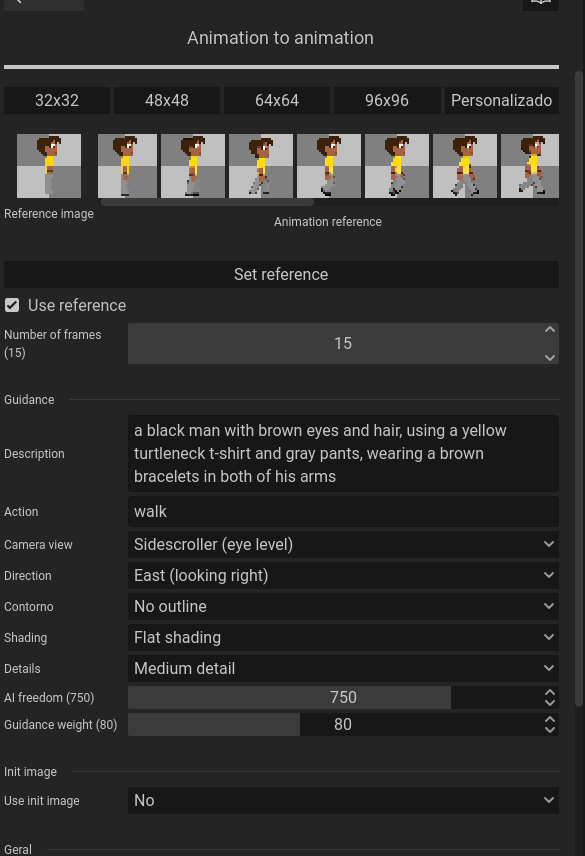 Animation to animation
32x32 48x48 64x64 96x96 Personalizado
Reference image
Animation reference
Set reference
Use reference
Number of frames
(15)
15
Guidance
Description
a black man with brown eyes and hair, using a yellow
turtleneck t-shirt and gray pants, wearing a brown
bracelets in both of his arms
Action walk
Camera view Sidescroller (eye level)
Direction East (looking right)
Contorno No outline
Shading Flat shading
Details Medium detail
AI freedom (750) 750
Guidance weight (80) 80
Init image
Use init image No
Geral